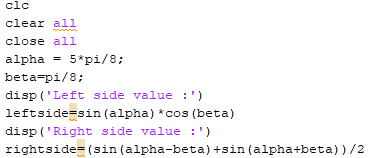 clc
clear all
close all
alpha = 5*pi/8;
beta=pi/8;
disp('Left side value :')
leftside=sin(alpha)*cos(beta)
disp('Right side value :')
rightside=(sin(alpha-beta)+sin(alpha+beta))/2